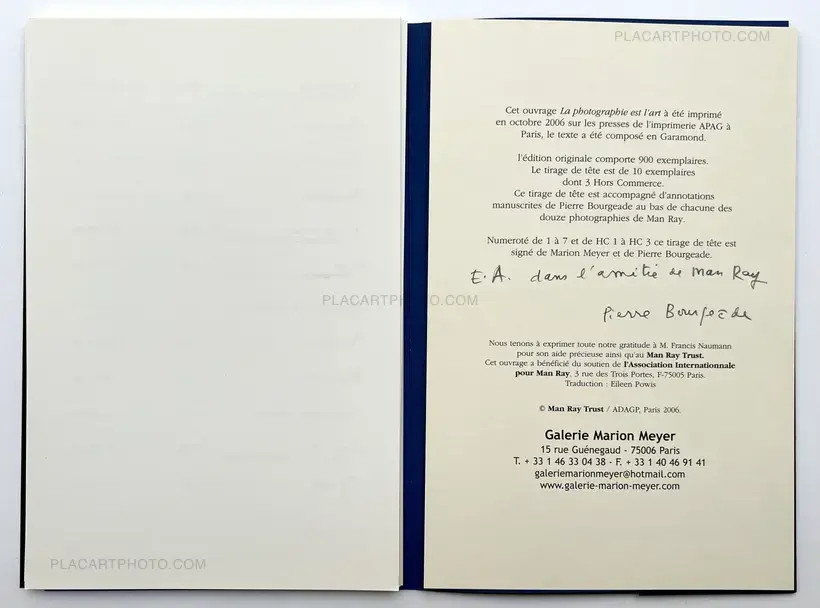 PLACARTPHOTO.COM
Cet ouvrage La photographie est l'art à été imprimé
en octobre 2006 sur les presses de l'imprimerie APAG à
Paris, le texte a été composé en Garamond.
l'édition originale comporte 900 exemplaires.
Le tirage de tête est de 10 exemplaires
dont 3 Hors Commerce.
Ce tirage de tête est accompagné d'annotations
manuscrites de Pierre Bourgeade au bas de chacune des
douze photographies de Man Ray.
Numeroté de 1 à 7 et de HC 1 à HC 3 ce tirage de tête est
signé de Marion Meyer et de Pierre Bourgeade.
E.A. dans l'amitié de Man Ray
PLACARTPHOTO.COM
Pierre Bourgeade
Nous tenons à exprimer toute notre gratitude à M. Francis Naumann
pour son aide précieuse ainsi qu'au Man Ray Trust.
Cet ouvrage a bénéficié du soutien de l'Association Internationnale
pour Man Ray, 3 rue des Trois Portes, F-75005 Paris.
Traduction : Eileen Powis
© Man Ray Trust / ADAGP, Paris 2006.
Galerie Marion Meyer
15 rue Guénegaud - 75006 Paris
T. + 33 1 46 33 04 38 - F. + 33 1 40 46 91 41
galeriemarionmeyer@hotmail.com
www.galerie-marion-meyer.com
PLACARTPHOTO.COM